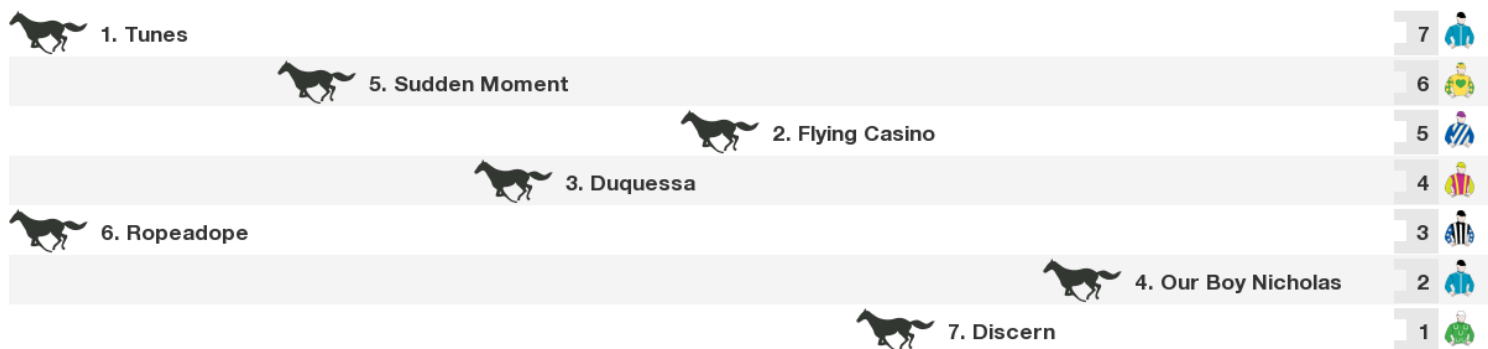 1. Tunes 7
5. Sudden Moment 6
2. Flying Casino 5
3. Duquessa 4
6. Ropeadope 3
4. Our Boy Nicholas 2
7. Discern 1